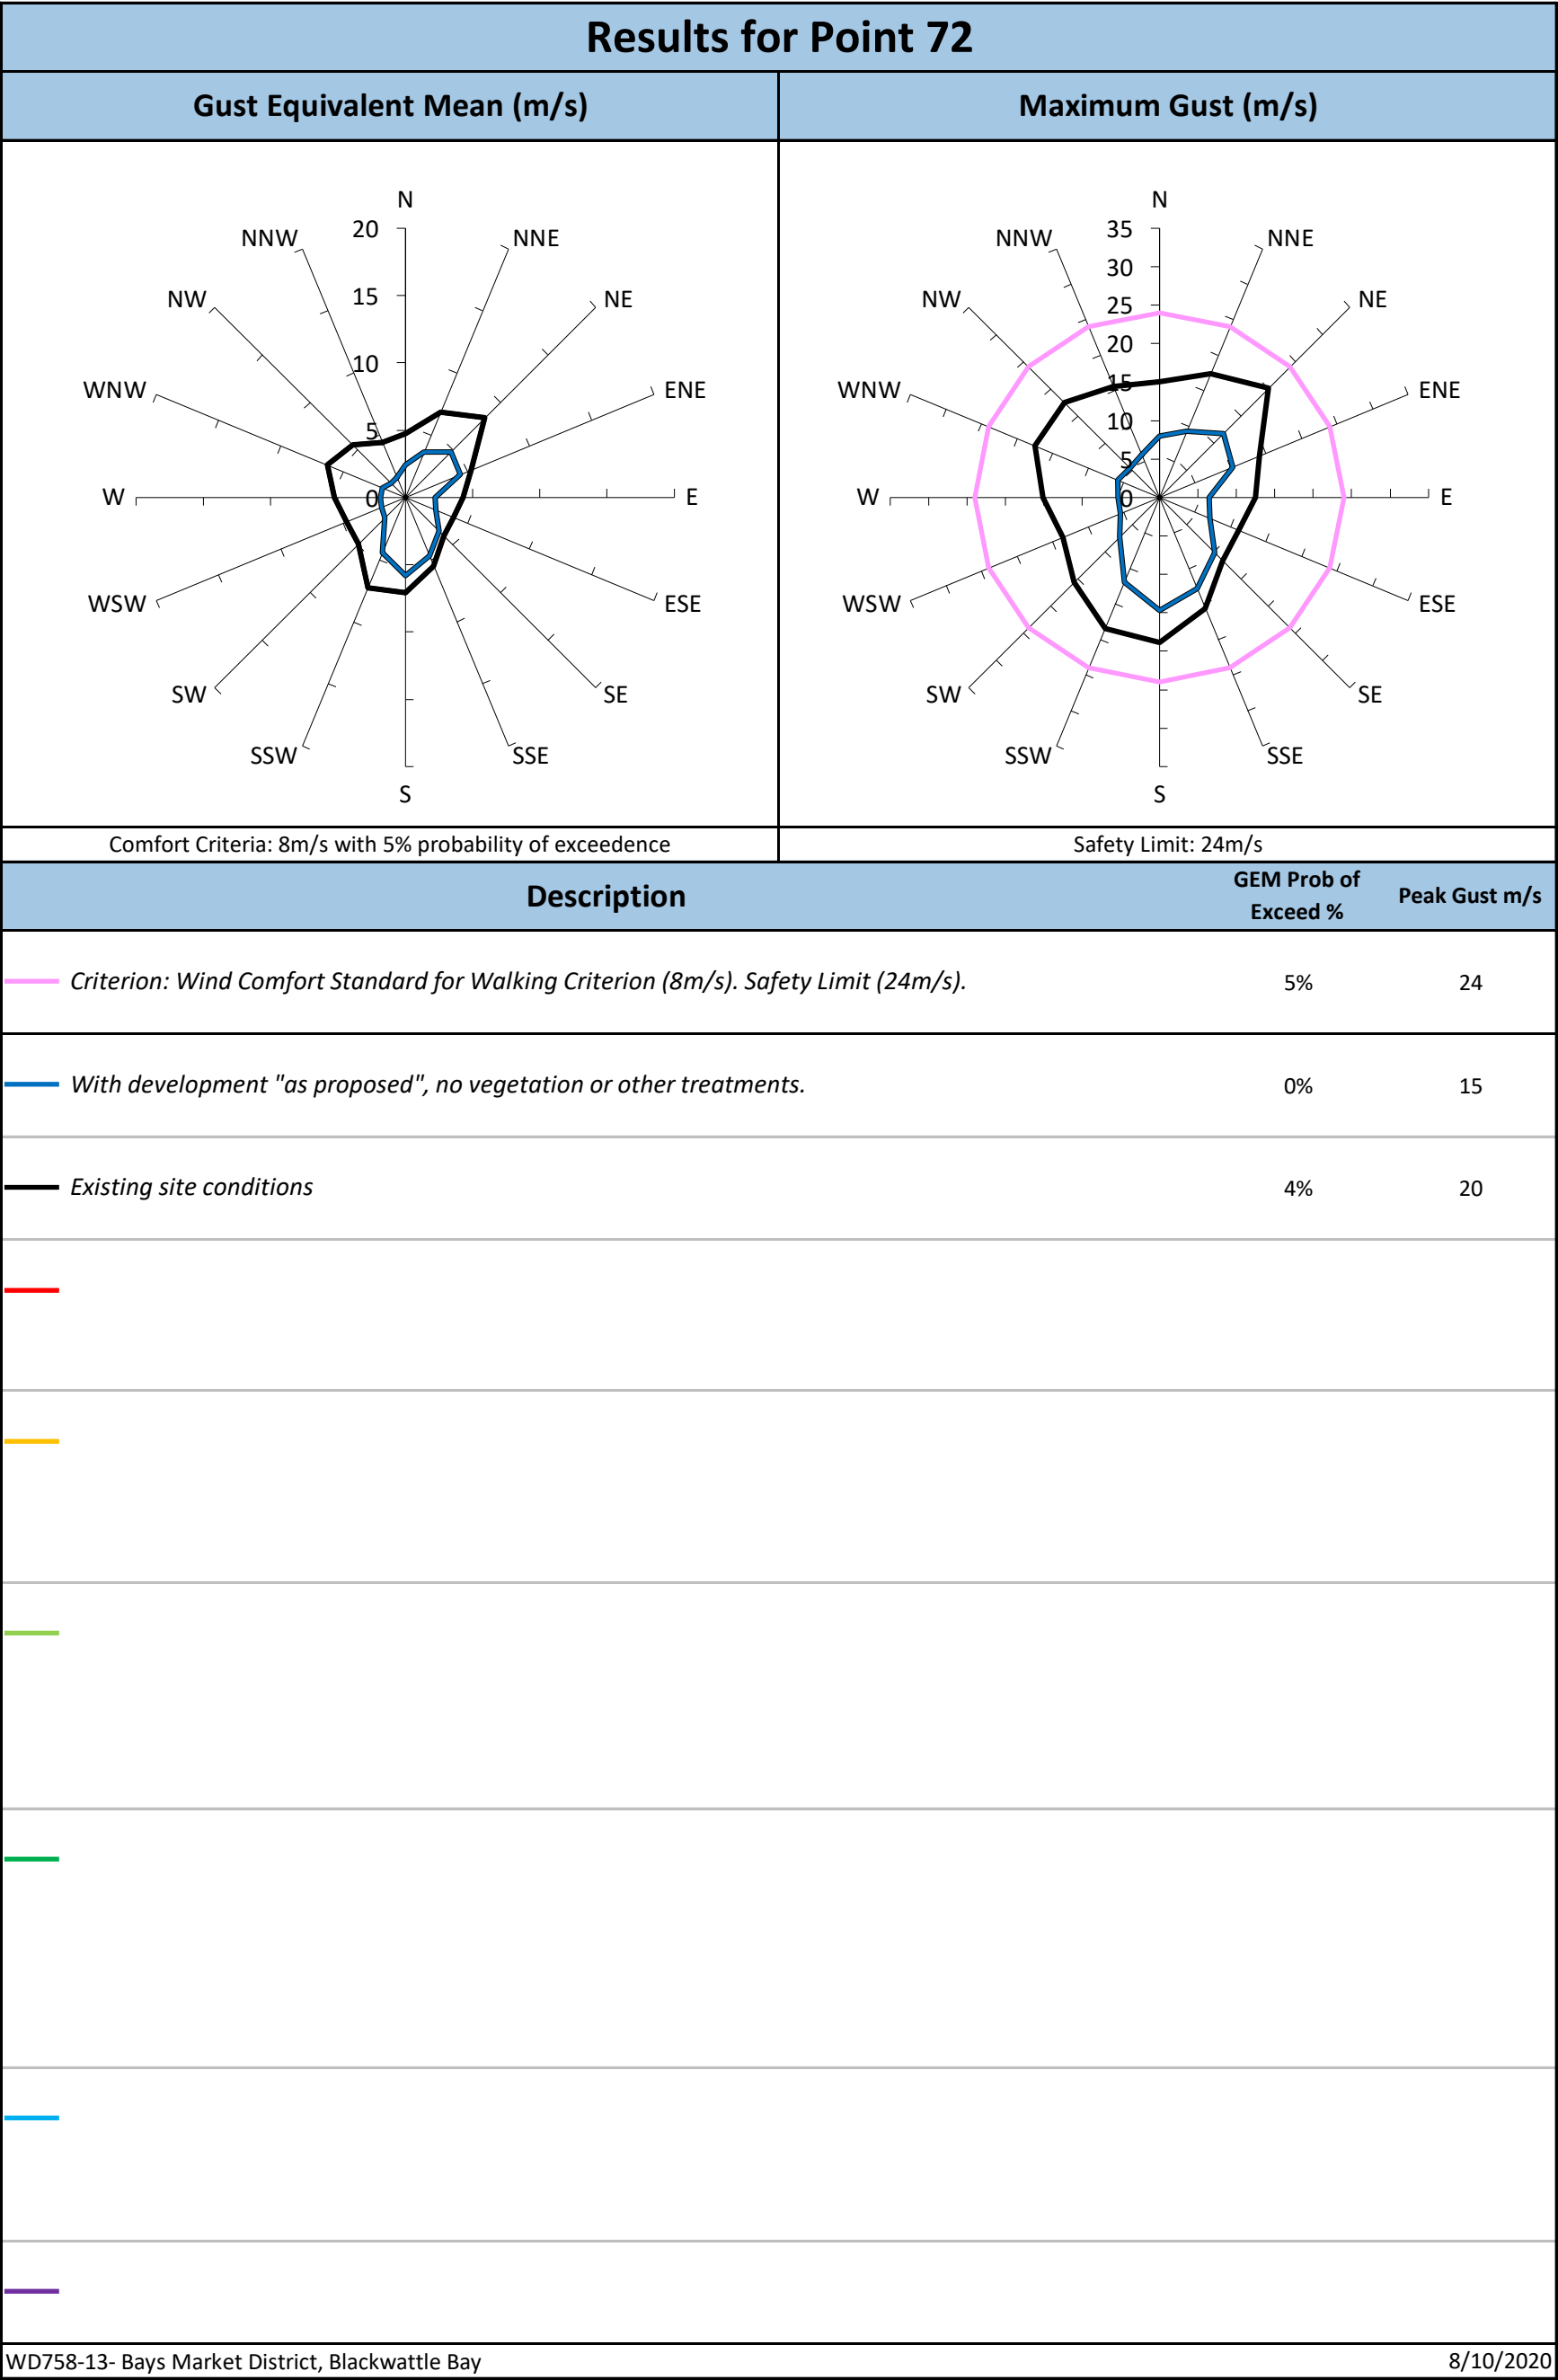 Results for Point 72
Gust Equivalent Mean (m/s)
Maximum Gust (m/s)
N
NNE
NE
ENE
E
ESE
SE
SSE
S
SSW
SW
WSW
W
WNW
NW
NNW
20
15
10
5
0
N
NNE
NE
ENE
E
ESE
SE
SSE
S
SSW
SW
WSW
W
WNW
NW
NNW
35
30
25
20
15
10
5
0
Comfort Criteria: 8m/s with 5% probability of exceedence
Safety Limit: 24m/s
Description
GEM Prob of
Exceed %
Peak Gust m/s
Criterion: Wind Comfort Standard for Walking Criterion (8m/s). Safety Limit (24m/s).
5%
24
With development "as proposed", no vegetation or other treatments.
0%
15
Existing site conditions
4%
20
WD758-13- Bays Market District, Blackwattle Bay
8/10/2020